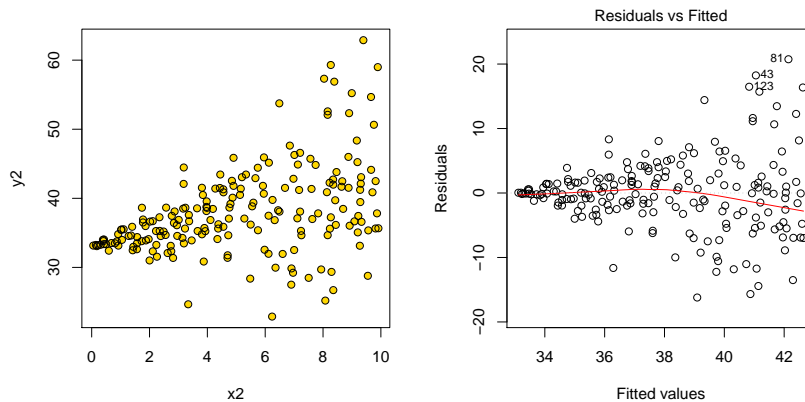 Residuals vs Fitted
60
50
40
30
y2
0 2 4 6 8 10
x2
20
10
0
−10
−20
Residuals
81
43
123
34 36 38 40 42
Fitted values